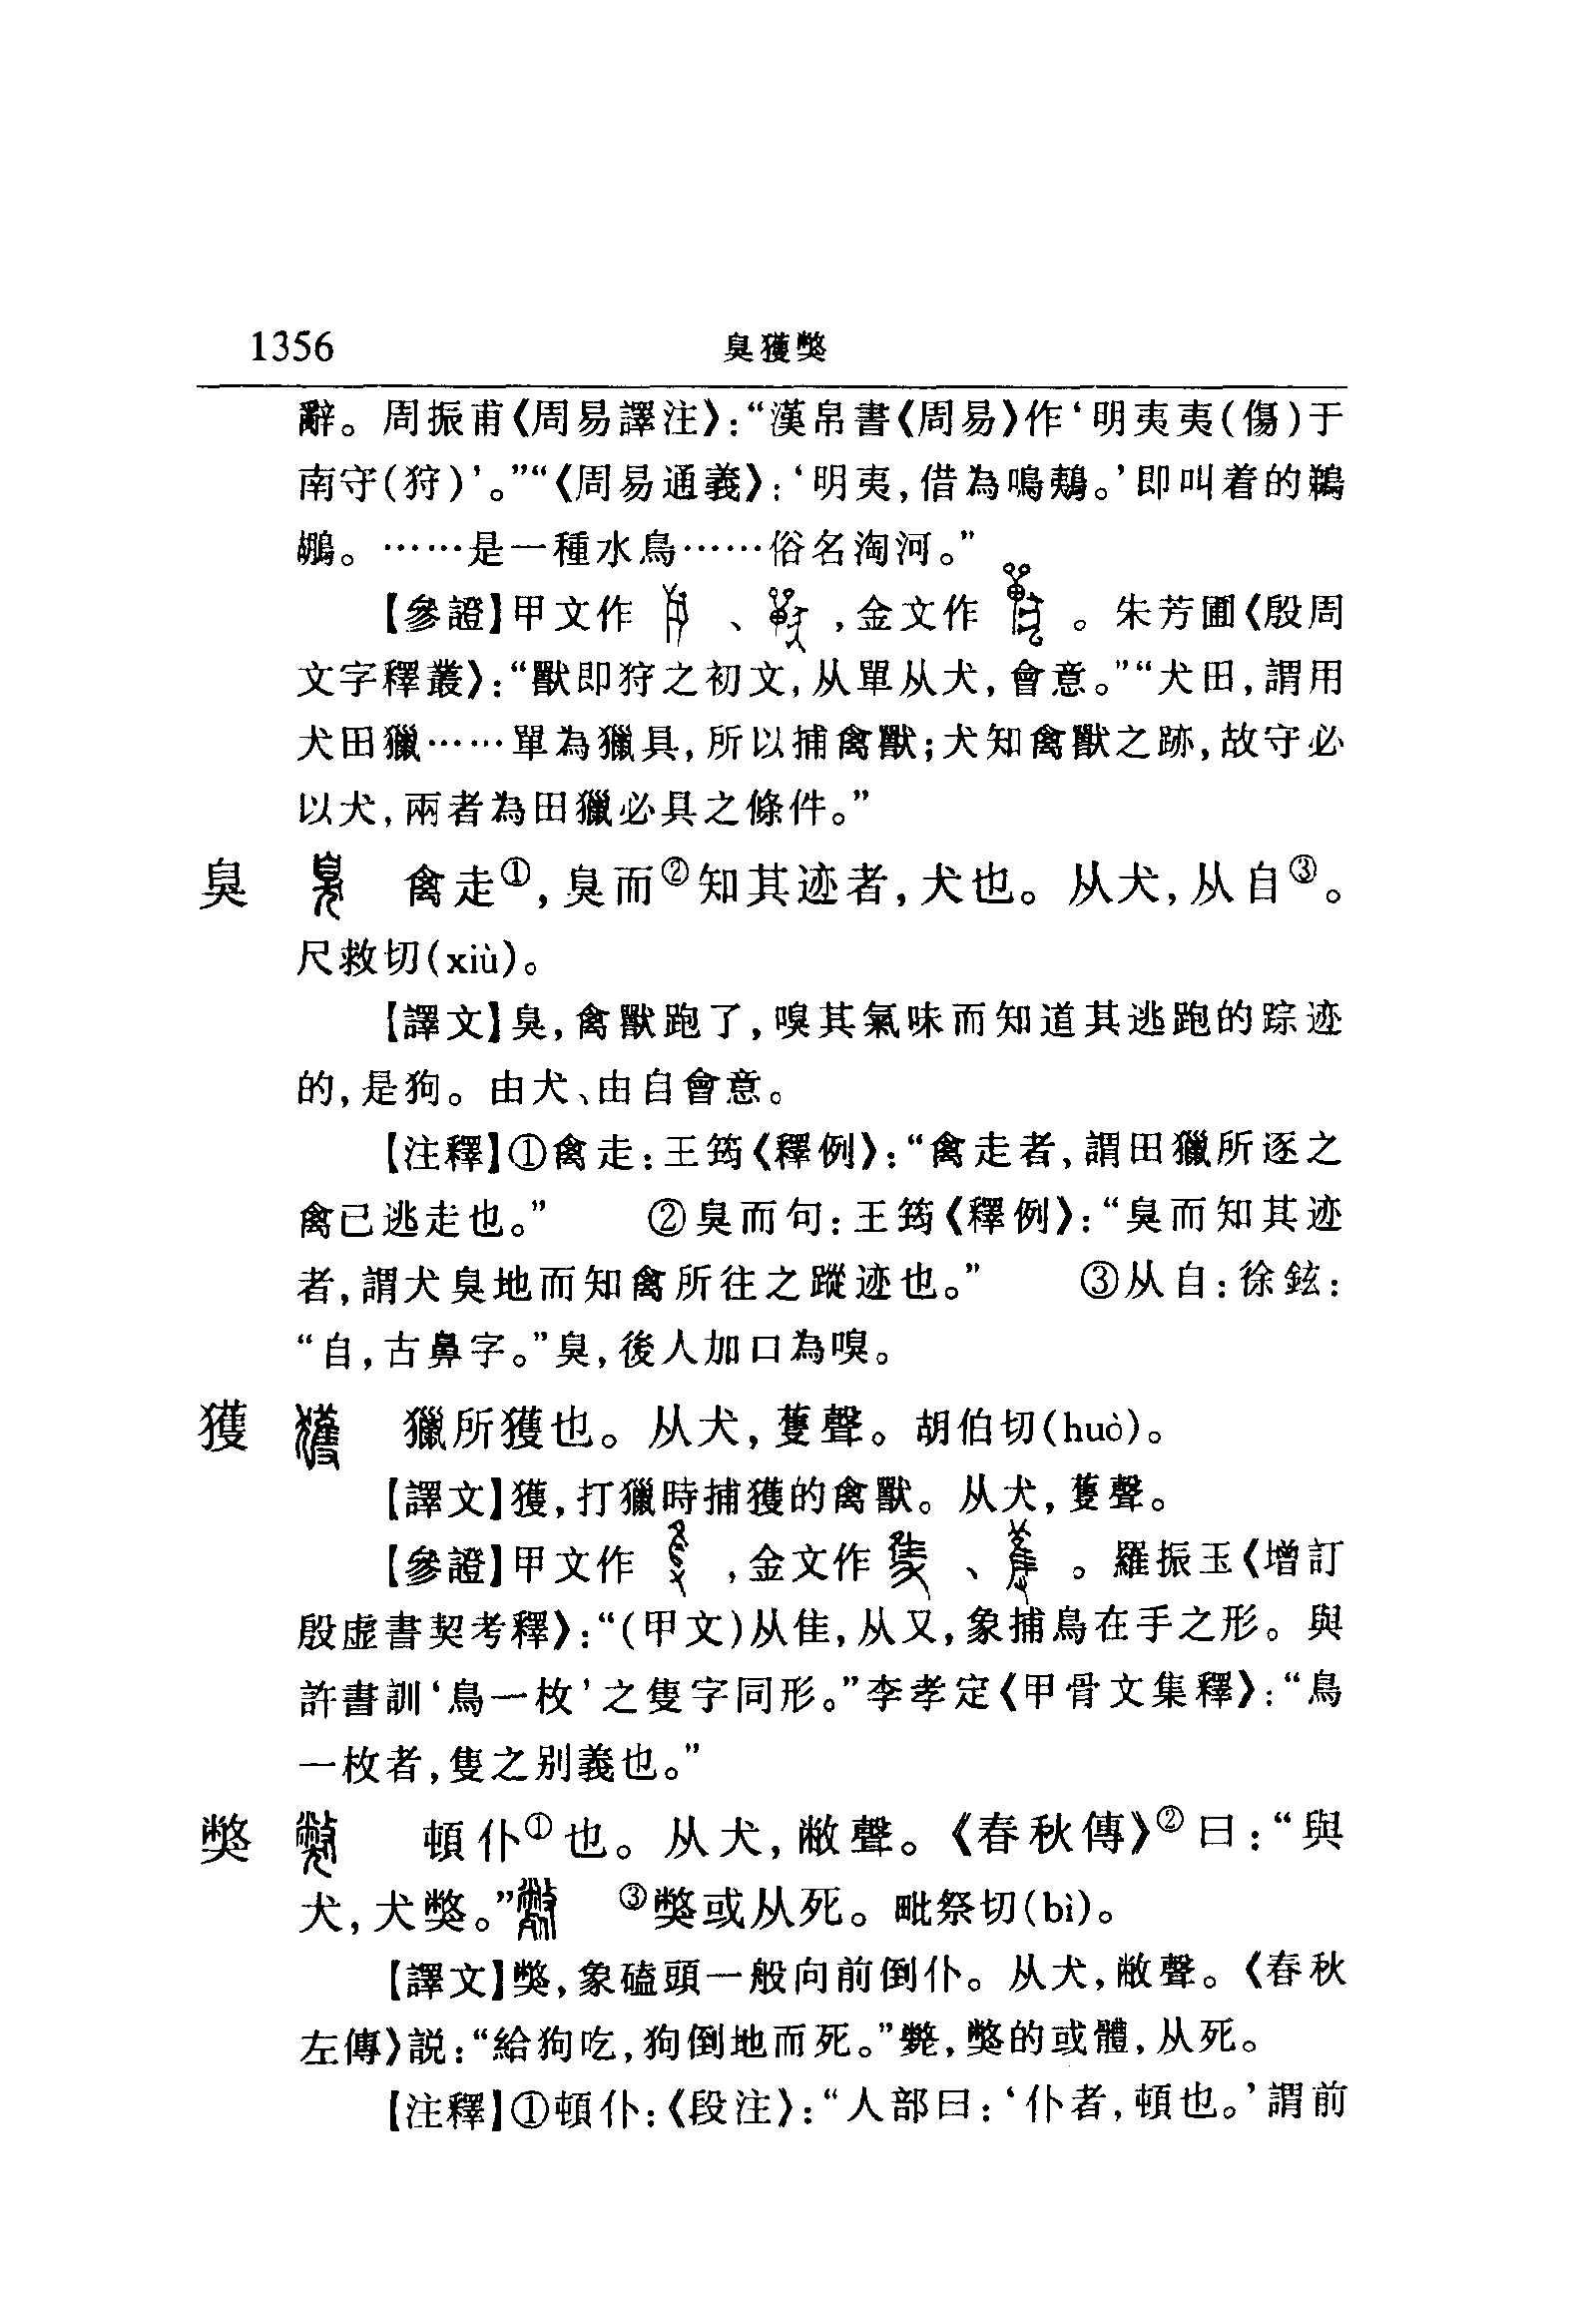 1356 臭獲獘
辭。周振甫《周易譯注》:“漢帛書《周易》作‘明夷夷(傷)于
南守(狩)’。”“《周易通義》:‘明夷,借為鳴鶇。’即叫着的鵜
鶘。……是一種水鳥……俗名淘河。”
【參證】甲文作 、 ,金文作 。朱芳圃《殷周
文字釋叢》:“獸即狩之初文,从單从犬,會意。”“犬田,謂用
犬田獵……單為獵具,所以捕禽獸;犬知禽獸之跡,故守必
以犬,兩者為田獵必具之條件。”
臭 禽走①,臭而②知其迹者,犬也。从犬,从自③。
尺救切(xiù)。
【譯文】臭,禽獸跑了,嗅其氣味而知道其逃跑的踪迹
的,是狗。由犬、由自會意。
【注釋】①禽走:王筠《釋例》:“禽走者,謂田獵所逐之
禽已逃走也。” ②臭而句:王筠《釋例》:“臭而知其迹
者,謂犬臭地而知禽所往之蹤迹也。” ③从自:徐鉉:
“自,古鼻字。”臭,後人加口為嗅。
獲 獵所獲也。从犬,蒦聲。胡伯切(huò)。
【譯文】獲,打獵時捕獲的禽獸。从犬,蒦聲。
【參證】甲文作 ,金文作 、 。羅振玉《增訂
殷虛書契考釋》:“(甲文)从隹,从又,象捕鳥在手之形。與
許書訓‘鳥一枚’之隻字同形。”李孝定《甲骨文集釋》:“鳥
一枚者,隻之别義也。”
獘 頓仆①也。从犬,敝聲。《春秋傳》②曰:“與
犬,犬獘。” ③獘或从死。毗祭切(bì)。
【譯文】獘,象磕頭一般向前倒仆。从犬,敝聲。《春秋
左傳》説:“給狗吃,狗倒地而死。”斃,獘的或體,从死。
【注釋】①頓仆:《段注》:“人部曰:‘仆者,頓也。’謂前